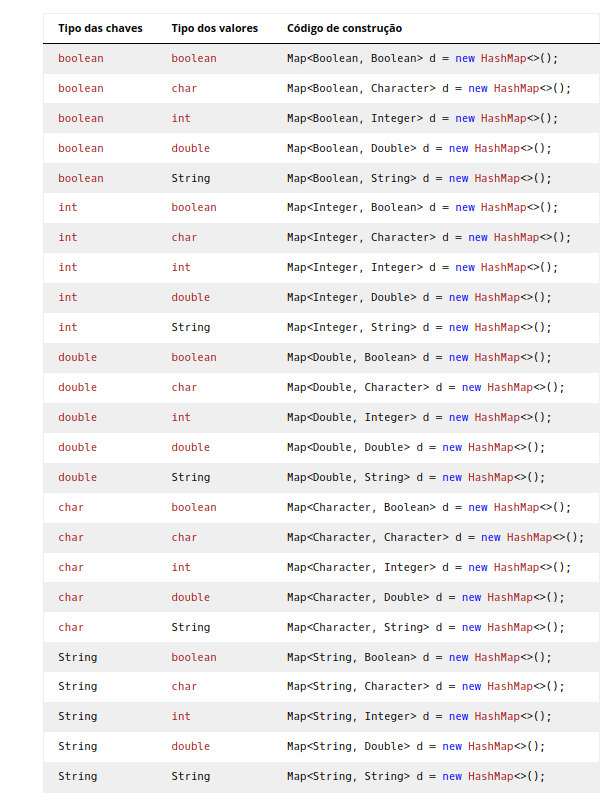 Tipo das chaves Tipo dos valores Código de construção
boolean boolean Map<Boolean, Boolean> d = new HashMap<>();
boolean char Map<Boolean, Character> d = new HashMap<>();
boolean int Map<Boolean, Integer> d = new HashMap<>();
boolean double Map<Boolean, Double> d = new HashMap<>();
boolean String Map<Boolean, String> d = new HashMap<>();
int boolean Map<Integer, Boolean> d = new HashMap<>();
int char Map<Integer, Character> d = new HashMap<>();
int int Map<Integer, Integer> d = new HashMap<>();
int double Map<Integer, Double> d = new HashMap<>();
int String Map<Integer, String> d = new HashMap<>();
double boolean Map<Double, Boolean> d = new HashMap<>();
double char Map<Double, Character> d = new HashMap<>();
double int Map<Double, Integer> d = new HashMap<>();
double double Map<Double, Double> d = new HashMap<>();
double String Map<Double, String> d = new HashMap<>();
char boolean Map<Character, Boolean> d = new HashMap<>();
char char Map<Character, Character> d = new HashMap<>();
char int Map<Character, Integer> d = new HashMap<>();
char double Map<Character, Double> d = new HashMap<>();
char String Map<Character, String> d = new HashMap<>();
String boolean Map<String, Boolean> d = new HashMap<>();
String char Map<String, Character> d = new HashMap<>();
String int Map<String, Integer> d = new HashMap<>();
String double Map<String, Double> d = new HashMap<>();
String String Map<String, String> d = new HashMap<>();